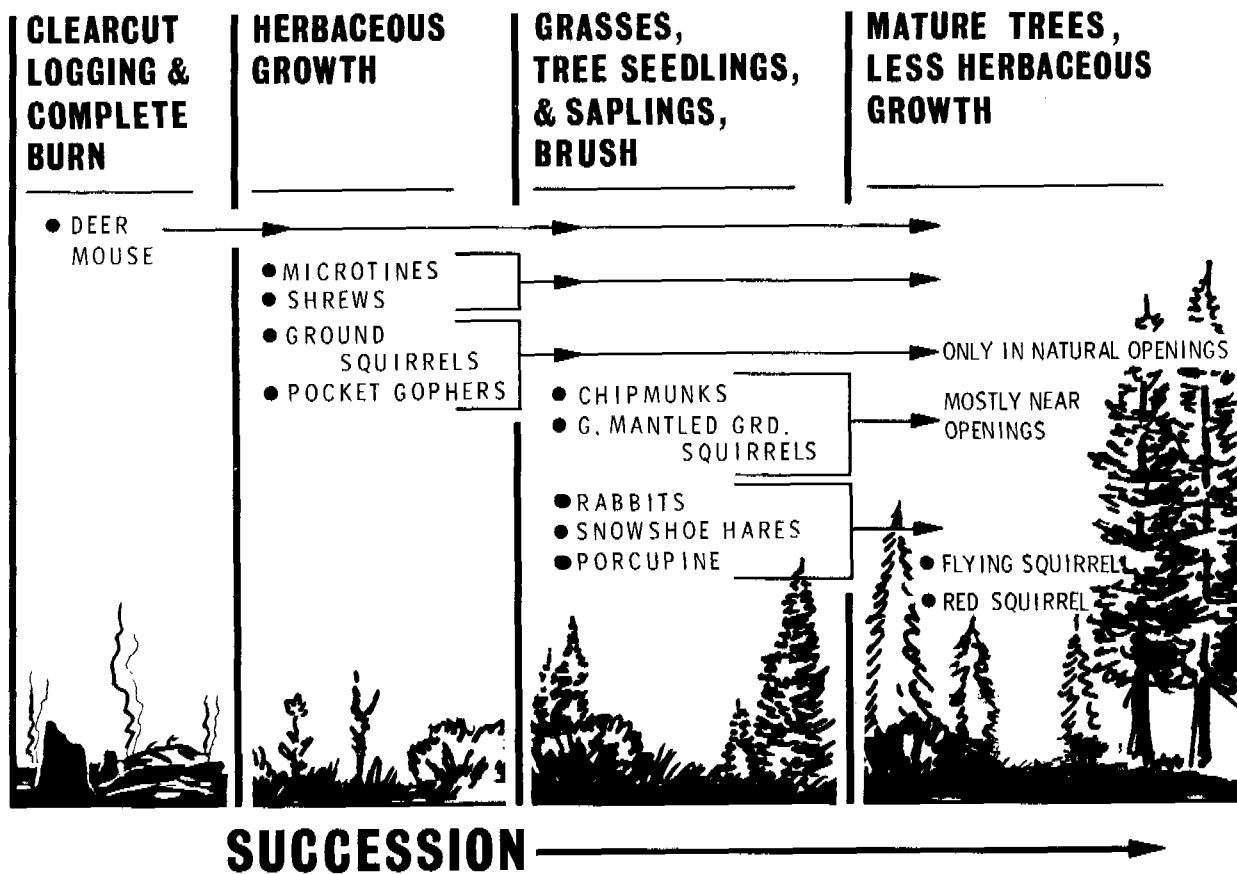 CLEARCUT
LOGGING &
COMPLETE
BURN
HERBACEOUS
GROWTH
GRASSES,
TREE SEEDLINGS,
& SAPLINGS,
BRUSH
MATURE TREES,
LESS HERBACEOUS
GROWTH
● DEER
MOUSE
● MICROTINES
● SHREWS
● GROUND
SQUIRRELS
● POCKET GOPHERS
● CHIPMUNKS
● G. MANTLED GRD.
SQUIRRELS
● RABBITS
● SNOWSHOE HARES
● PORCUPINE
ONLY IN NATURAL OPENINGS
MOSTLY NEAR
OPENINGS
● FLYING SQUIRREL
● RED SQUIRREL
SUCCESSION